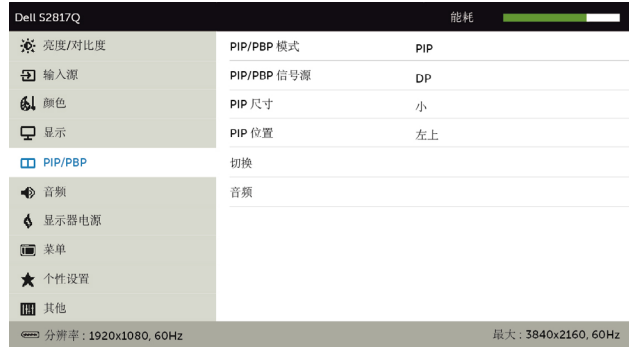 Dell S2817Q 能耗
亮度/对比度 PIP/PBP 模式 PIP
输入源 PIP/PBP 信号源 DP
颜色 PIP 尺寸 小
显示 PIP 位置 左上
PIP/PBP 切换
音频 音频
显示器电源
菜单
个性设置
其他
分辨率 : 1920x1080, 60Hz 最大 : 3840x2160, 60Hz